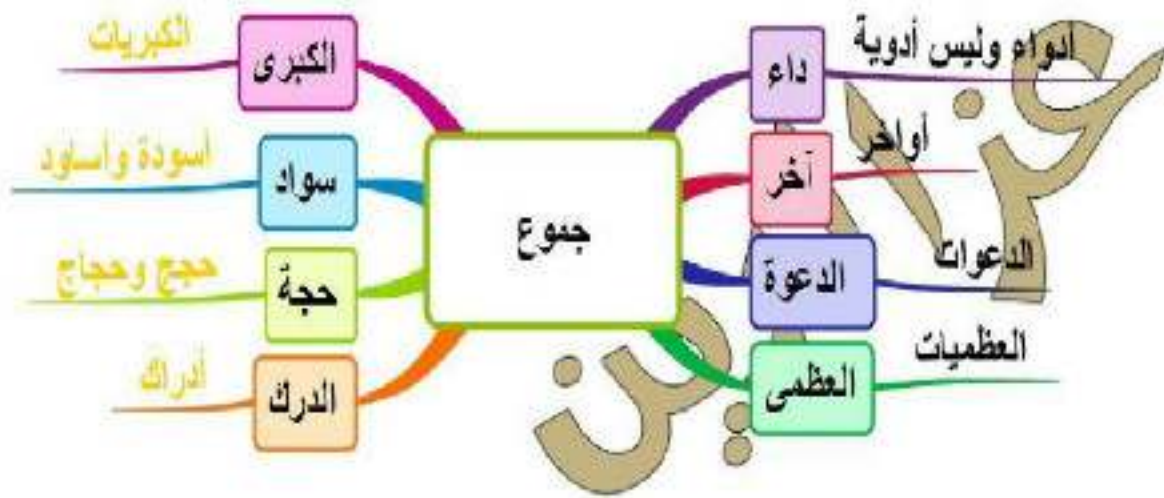 جموع
داء
أدواء وليس أدوية
آخر
أواخر
الدعوة
الدعوات
العظمى
العظميات
الكبرى
الكبريات
سواد
أسودة وأساود
حجة
حجج وحجاج
الدرك
أدراك